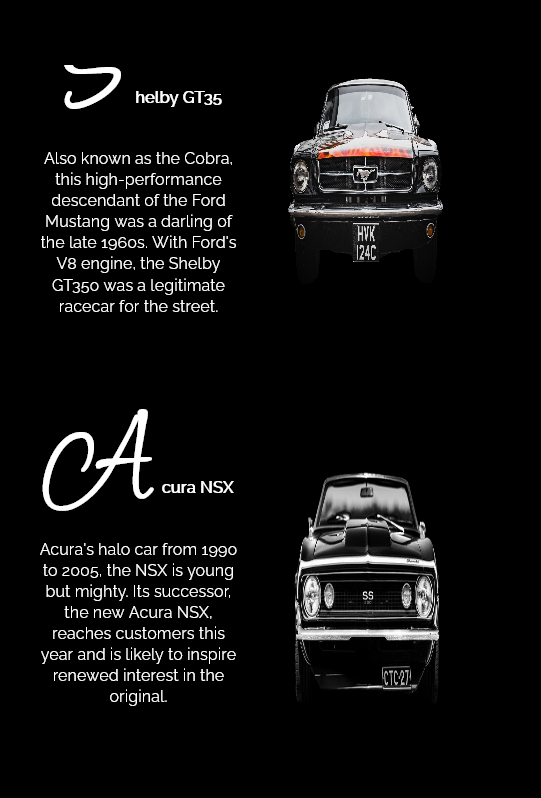 Shelby GT35
Also known as the Cobra,
this high-performance
descendant of the Ford
Mustang was a darling of
the late 1960s. With Ford's
V8 engine, the Shelby
GT350 was a legitimate
racecar for the street.
HVK
124C
Acura NSX
Acura's halo car from 1990
to 2005, the NSX is young
but mighty. Its successor,
the new Acura NSX,
reaches customers this
year and is likely to inspire
renewed interest in the
original.
SS
CTC-27